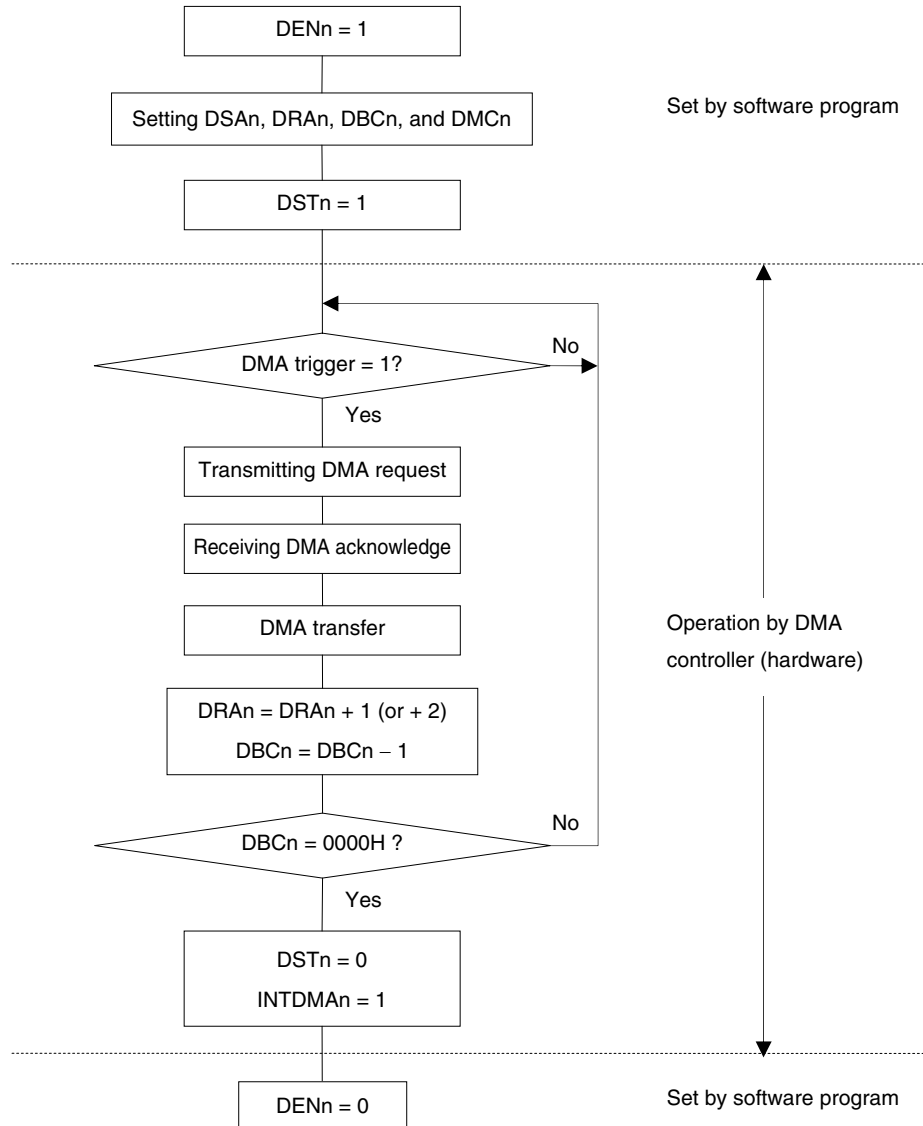 DENn = 1
Setting DSAn, DRAn, DBCn, and DMCn
Set by software program
DSTn = 1
DMA trigger = 1?
No
Yes
Transmitting DMA request
Receiving DMA acknowledge
DMA transfer
Operation by DMA
controller (hardware)
DRAn = DRAn + 1 (or + 2)
DBCn = DBCn − 1
DBCn = 0000H ?
No
Yes
DSTn = 0
INTDMAn = 1
DENn = 0
Set by software program